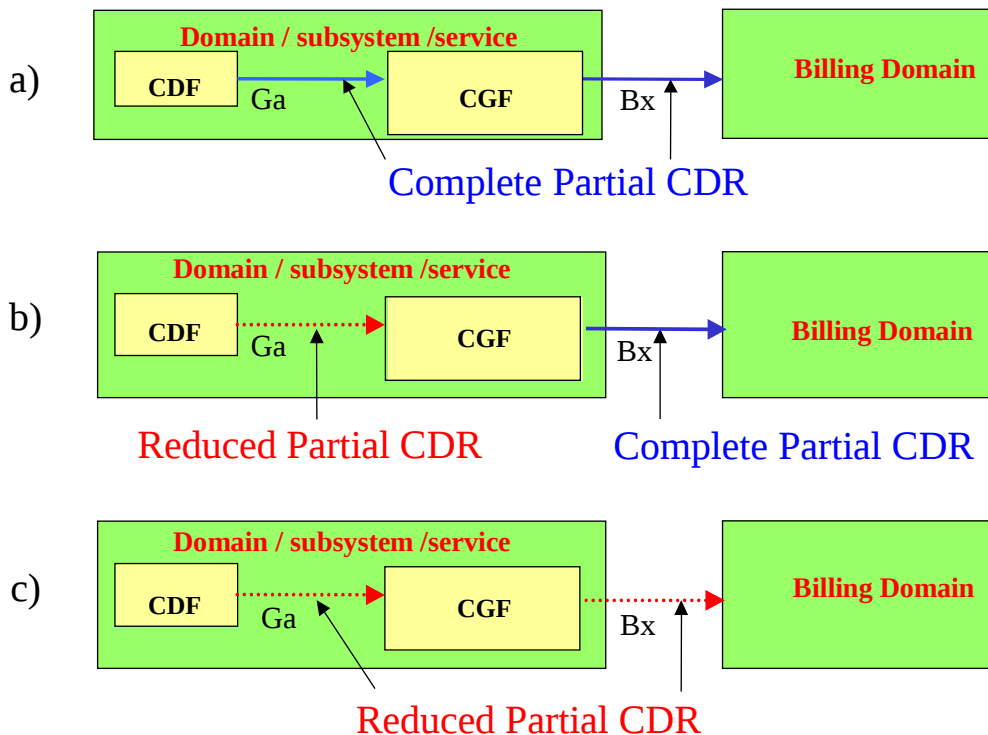 a)
Domain / subsystem /service
CDF
Ga
CGF
Bx
Billing Domain
Complete Partial CDR
b)
Domain / subsystem /service
CDF
Ga
CGF
Bx
Billing Domain
Reduced Partial CDR
Complete Partial CDR
c)
Domain / subsystem /service
CDF
Ga
CGF
Bx
Billing Domain
Reduced Partial CDR